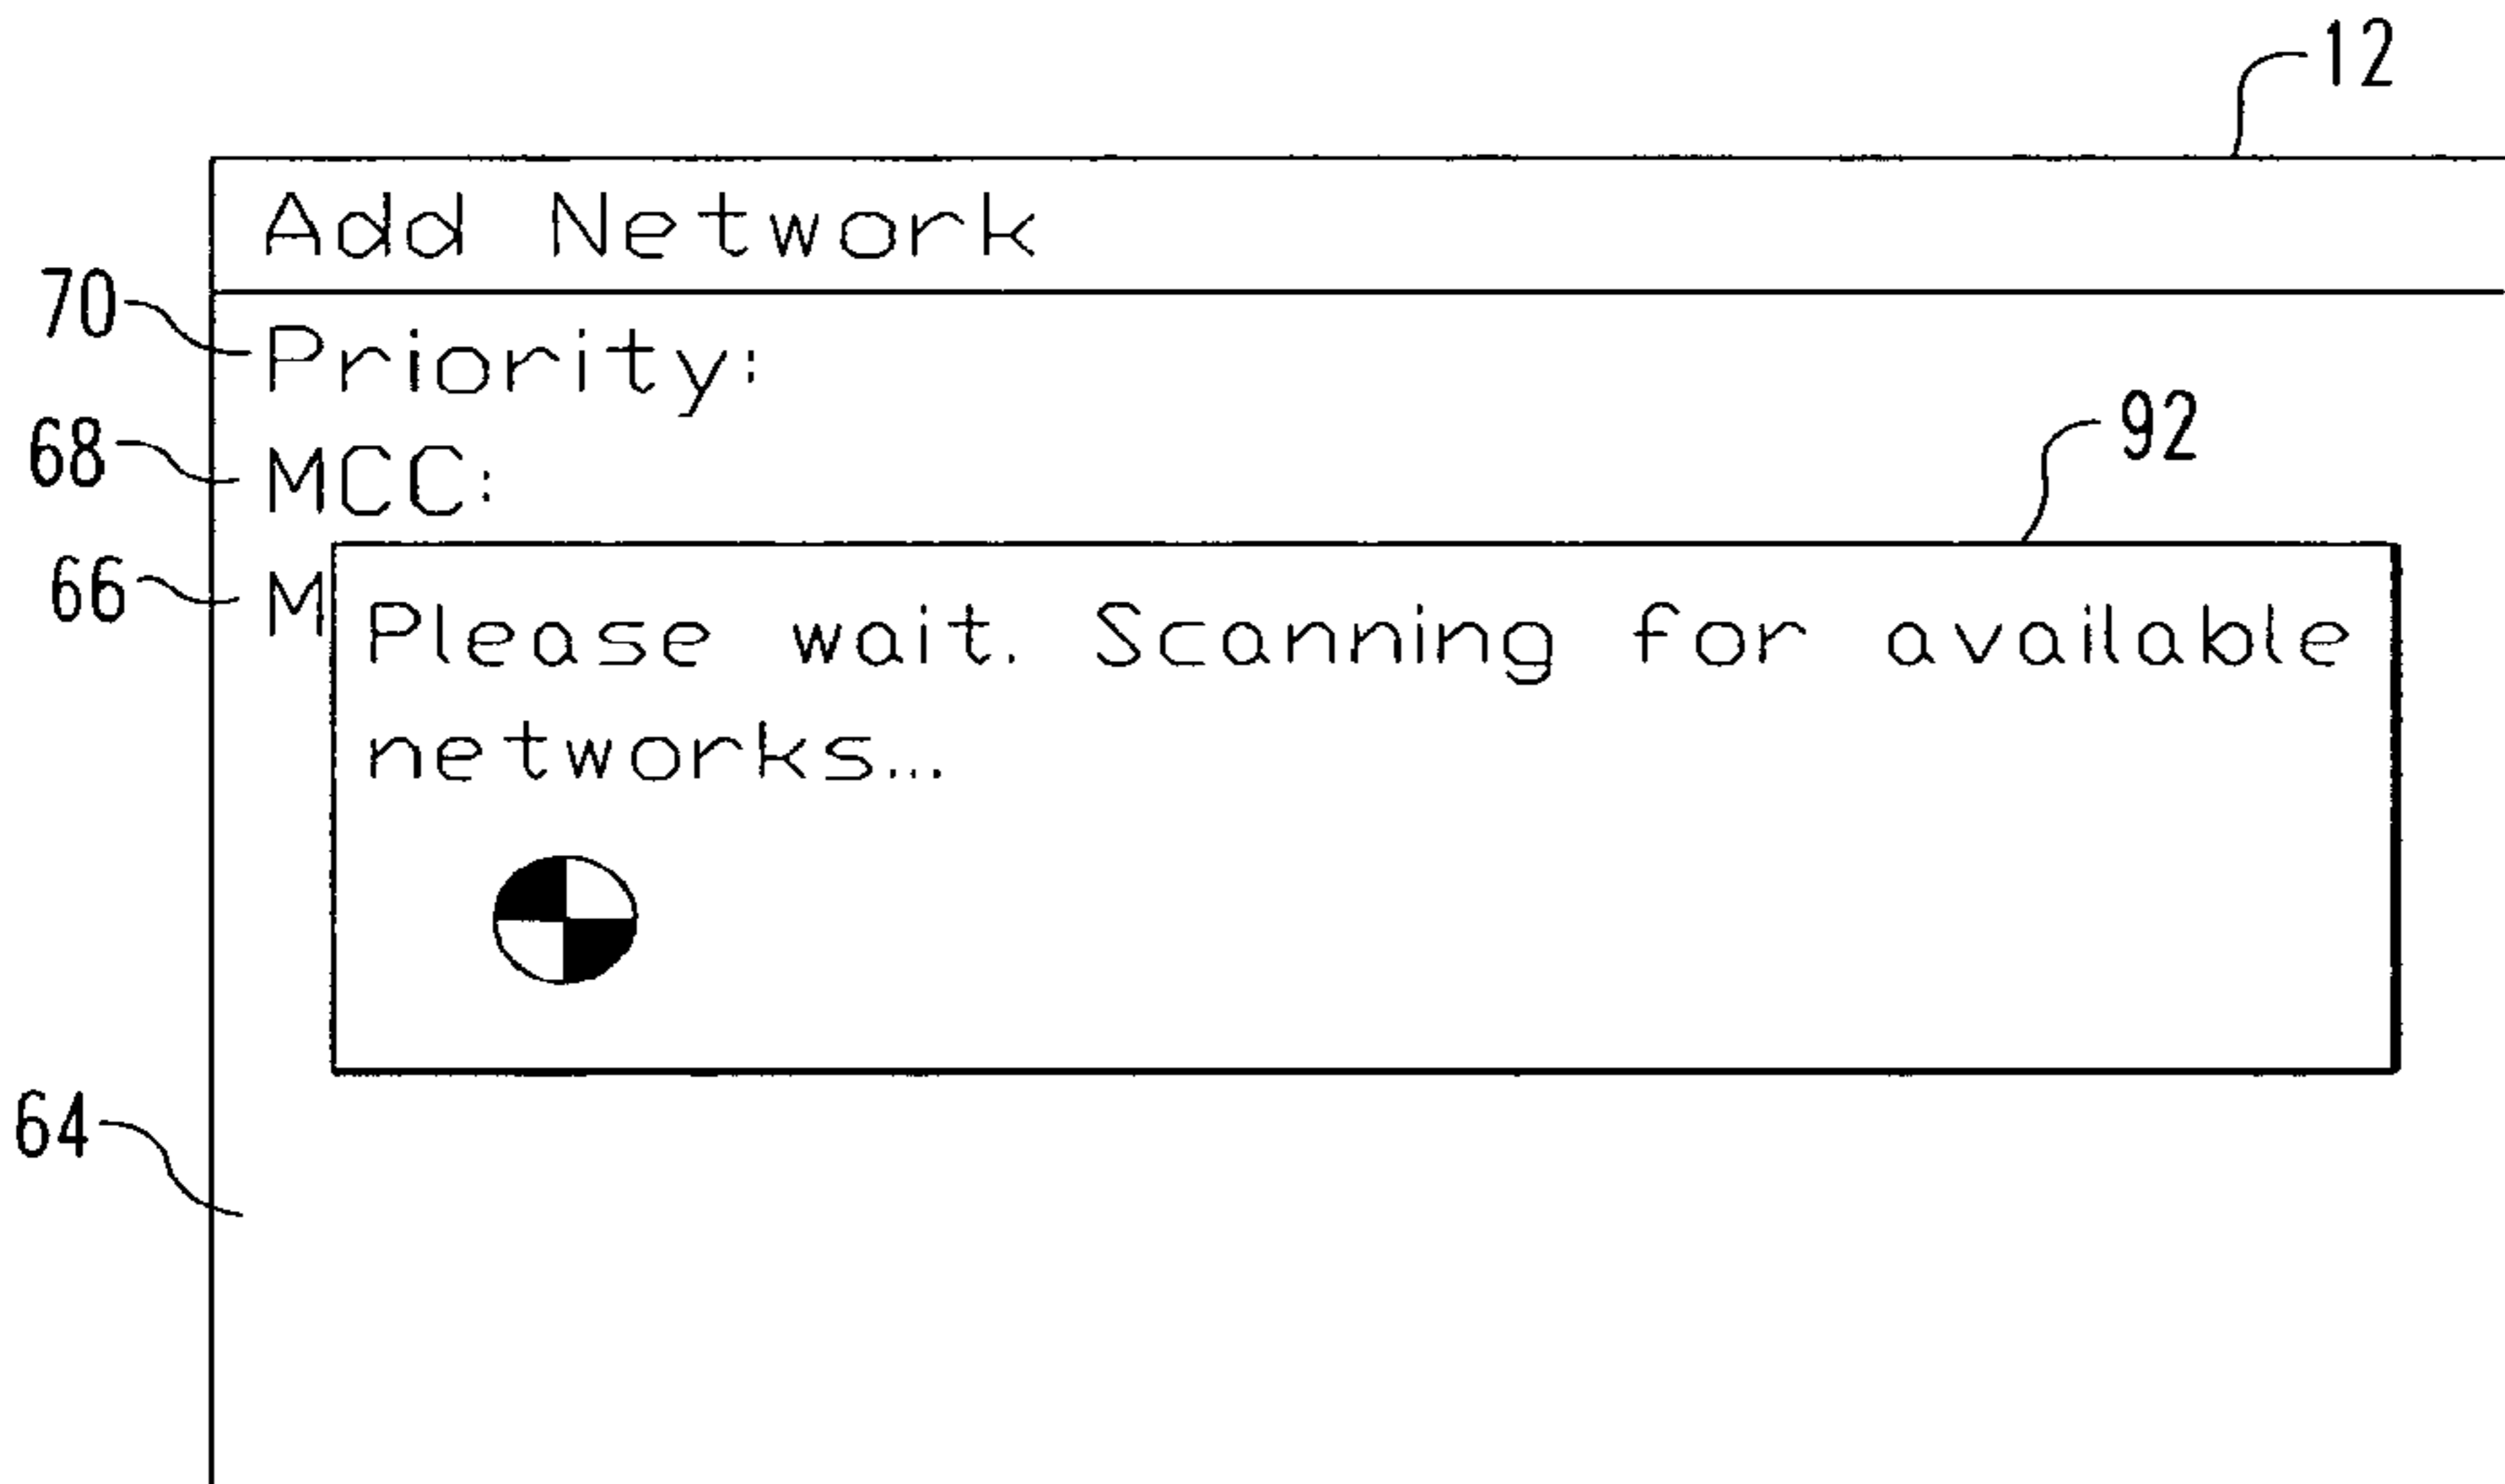 12
Add Network
70 Priority:
68 MCC:
92
66 M
Please wait. Scanning for available
networks...
64